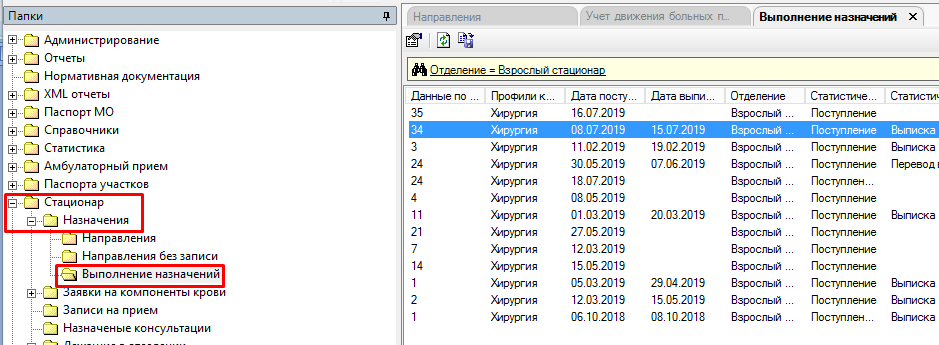 Папки
Администрирование
Отчеты
Нормативная документация
XML отчеты
Паспорт МО
Справочники
Статистика
Амбулаторный прием
Паспорта участков
Стационар
Назначения
Направления
Направления без записи
Выполнение назначений
Заявки на компоненты крови
Записи на прием
Назначеные консультации
Направления Учет движения больных п... Выполнение назначений
Отделение = Взрослый стационар
Данные по ... Профили к... Дата посту... Дата выпи... Отделение Статистиче... Статистич
35 Хирургия 16.07.2019 Взрослый ... Поступление
34 Хирургия 08.07.2019 15.07.2019 Взрослый ... Поступление Выписка
3 Хирургия 11.02.2019 19.02.2019 Взрослый ... Поступление Выписка
24 Хирургия 30.05.2019 07.06.2019 Взрослый ... Поступление Перевод
24 Хирургия 18.07.2019 Взрослый ... Поступлен...
4 Хирургия 08.05.2019 Взрослый ... Поступление
11 Хирургия 01.03.2019 20.03.2019 Взрослый ... Поступление Выписка
21 Хирургия 27.05.2019 Взрослый ... Поступление
7 Хирургия 12.03.2019 Взрослый ... Поступление
14 Хирургия 15.05.2019 Взрослый ... Поступление
1 Хирургия 05.03.2019 29.04.2019 Взрослый ... Поступлен... Выписка
2 Хирургия 12.03.2019 15.05.2019 Взрослый ... Поступлен... Выписка
1 Хирургия 06.10.2018 08.10.2018 Взрослый ... Поступлен... Выписка